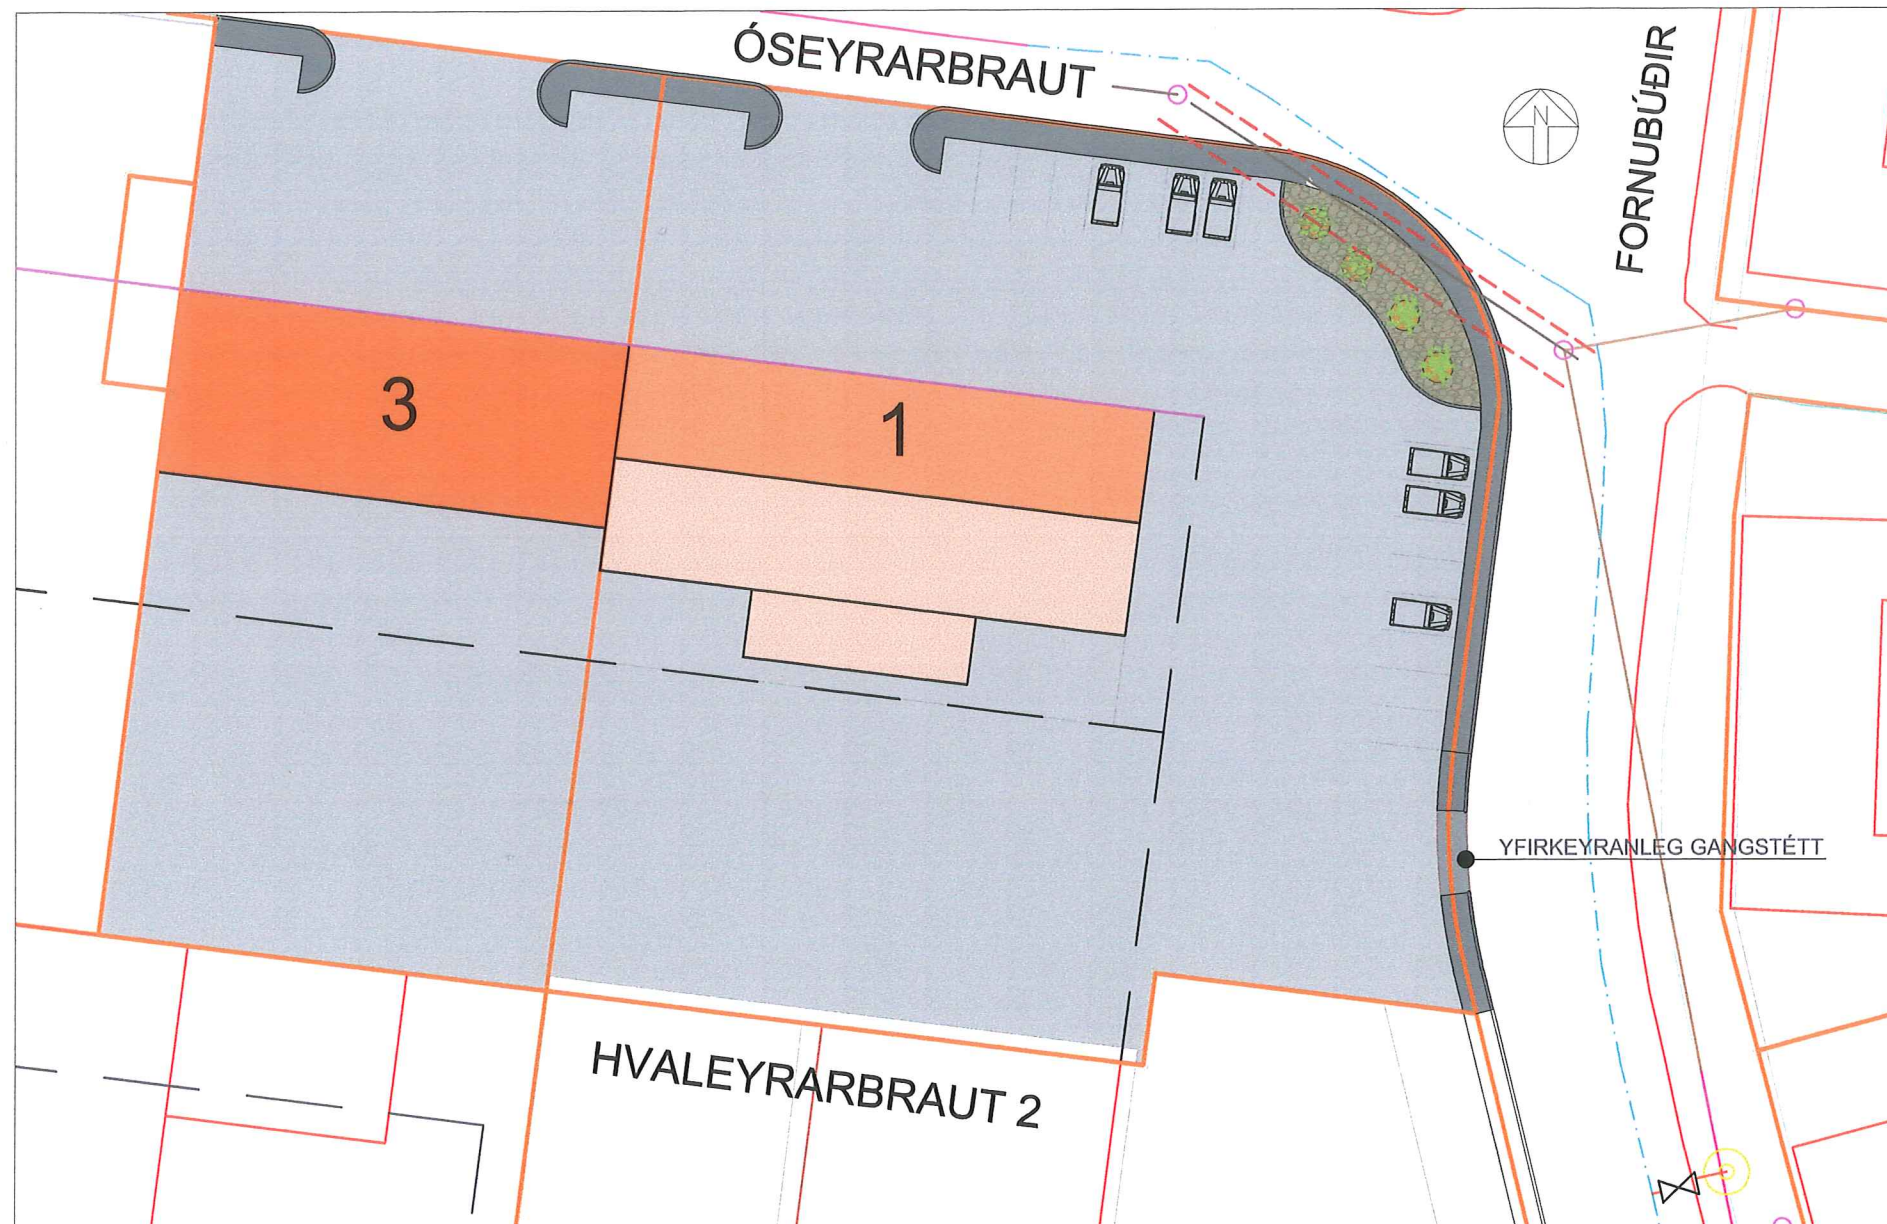 ÓSEYRARBRAUT
N
FORNUBÚÐIR
3
1
YFIRKEYRANLEG GANGSTÉTT
HVALEYRARBRAUT 2